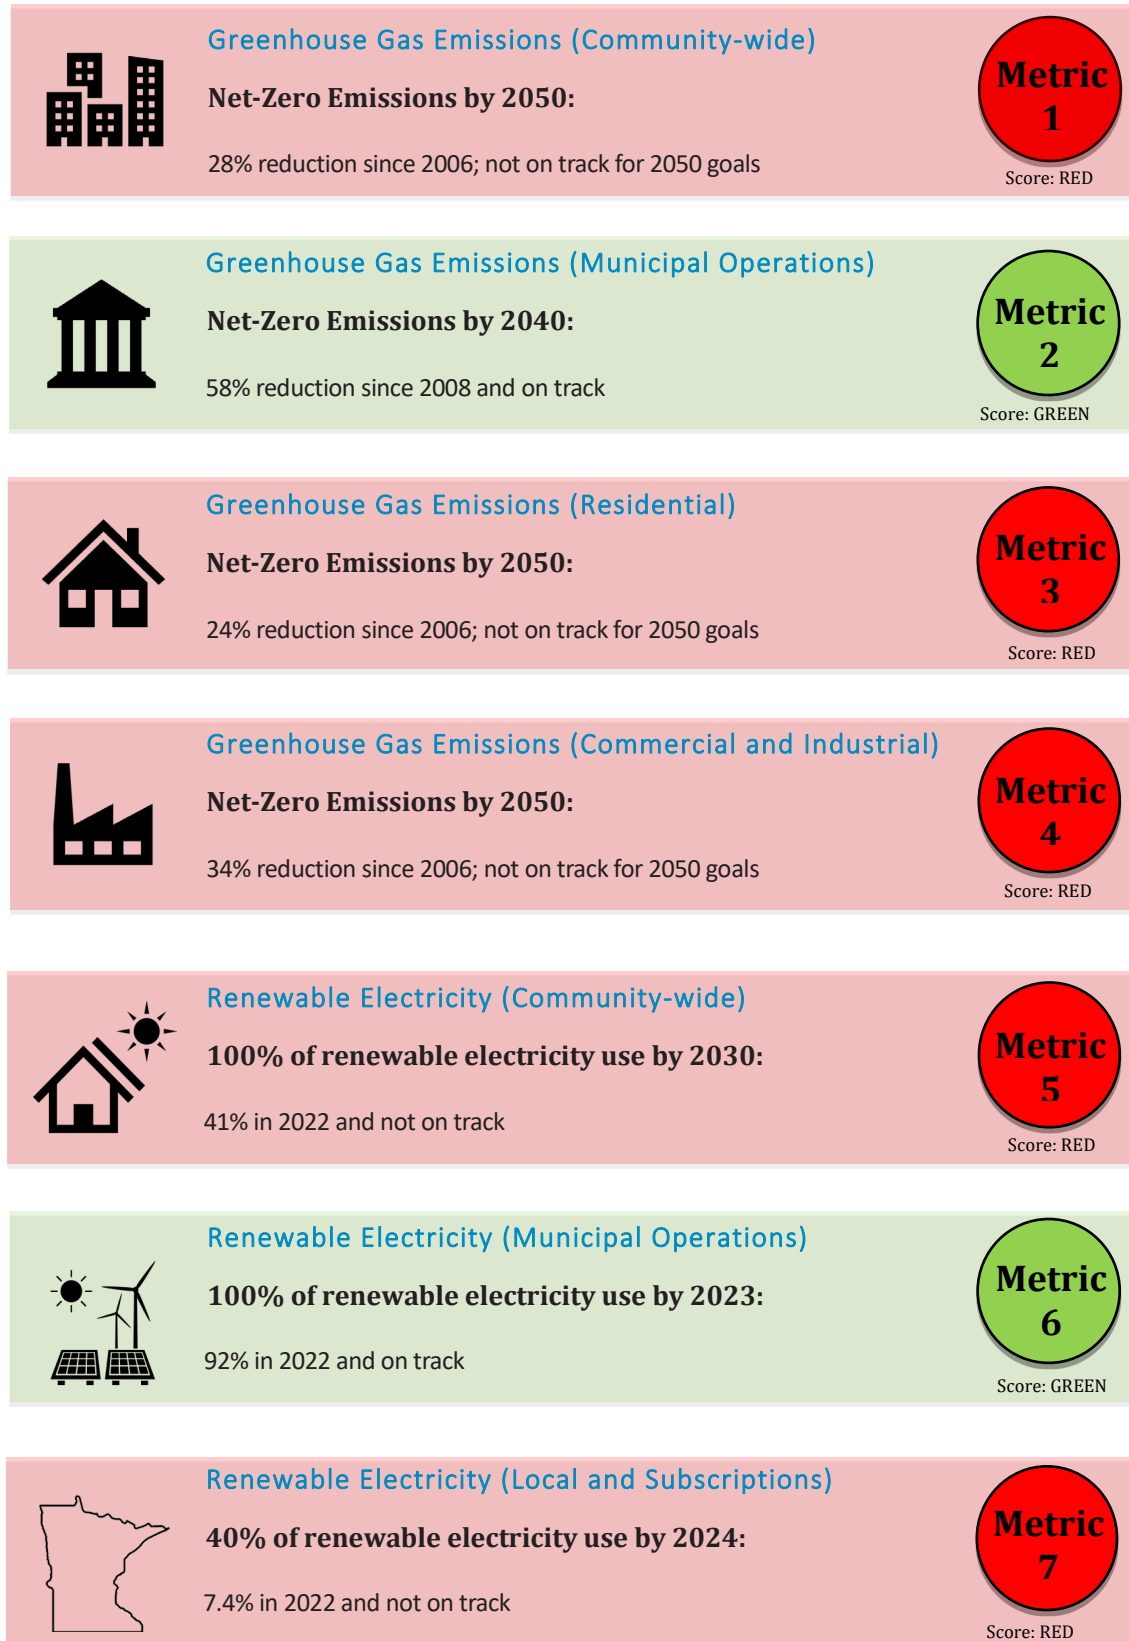 Greenhouse Gas Emissions (Community-wide)
Net-Zero Emissions by 2050:
28% reduction since 2006; not on track for 2050 goals
Metric
1
Score: RED
Greenhouse Gas Emissions (Municipal Operations)
Net-Zero Emissions by 2040:
58% reduction since 2008 and on track
Metric
2
Score: GREEN
Greenhouse Gas Emissions (Residential)
Net-Zero Emissions by 2050:
24% reduction since 2006; not on track for 2050 goals
Metric
3
Score: RED
Greenhouse Gas Emissions (Commercial and Industrial)
Net-Zero Emissions by 2050:
34% reduction since 2006; not on track for 2050 goals
Metric
4
Score: RED
Renewable Electricity (Community-wide)
100% of renewable electricity use by 2030:
41% in 2022 and not on track
Metric
5
Score: RED
Renewable Electricity (Municipal Operations)
100% of renewable electricity use by 2023:
92% in 2022 and on track
Metric
6
Score: GREEN
Renewable Electricity (Local and Subscriptions)
40% of renewable electricity use by 2024:
7.4% in 2022 and not on track
Metric
7
Score: RED